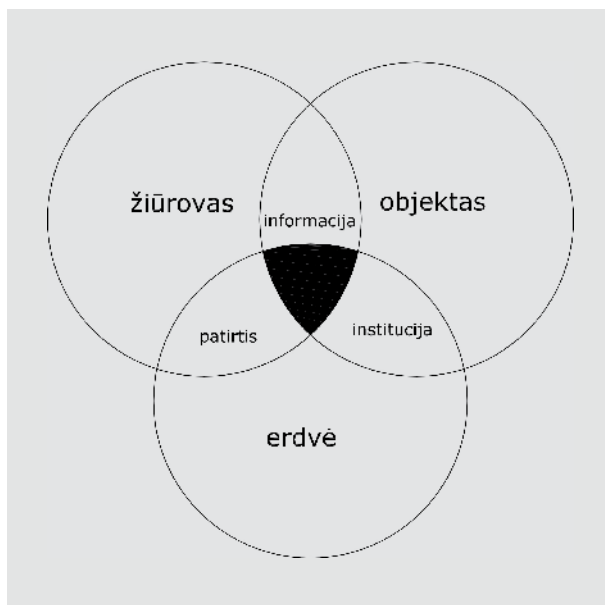 žiūrovas
objektas
informacija
patirtis
institucija
erdvė